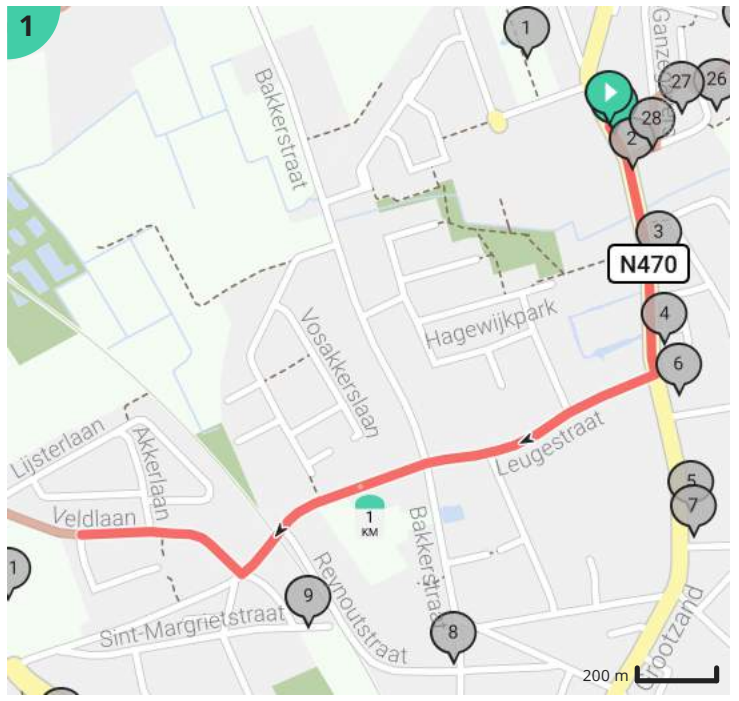 1
1
Ganze
27
26
28
2
Bakkerstraat
3
N470
4
Hagewijkpark
Vosakkerslaan
6
Leugestraat
Lijsterlaan
Akkerlaan
5
7
Veldlaan
1
KM
Bakkerstraat
Reynoutstraat
1
9
Sint-Margrietstraat
8
Grootzand
200 m